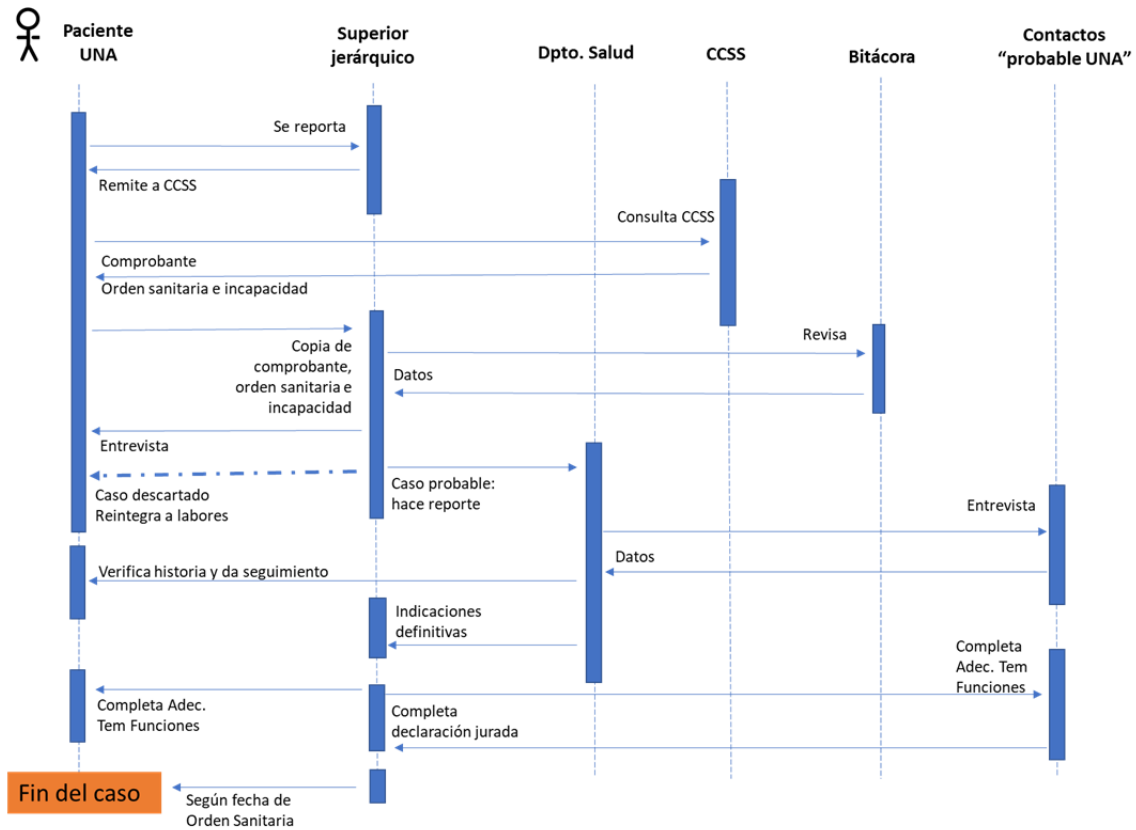 Paciente
UNA
Superior
jerárquico
Dpto. Salud
CCSS
Bitácora
Contactos
“probable UNA”
Se reporta
Remite a CCSS
Consulta CCSS
Comprobante
Orden sanitaria e incapacidad
Copia de
comprobante,
orden sanitaria e
incapacidad
Revisa
Datos
Entrevista
Caso descartado
Reintegra a labores
Caso probable:
hace reporte
Entrevista
Datos
Verifica historia y da seguimiento
Indicaciones
definitivas
Completa
Adec. Tem
Funciones
Completa Adec.
Tem Funciones
Completa
declaración jurada
Fin del caso
Según fecha de
Orden Sanitaria